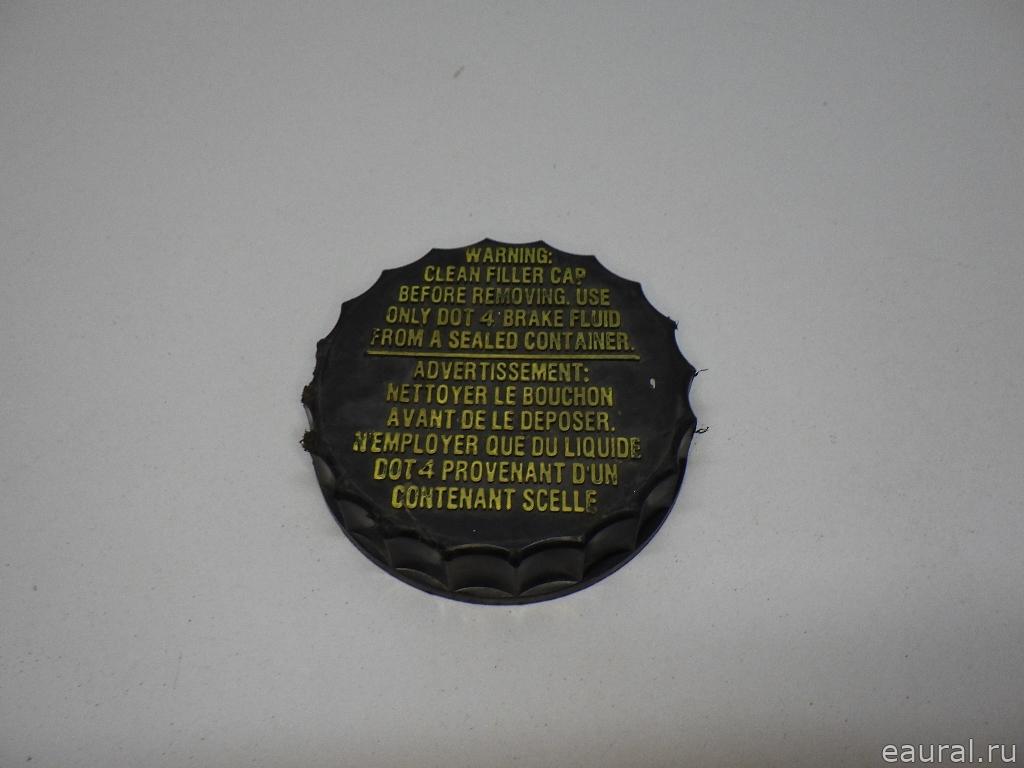 WARNING:
CLEAN FILLER CAP
BEFORE REMOVING. USE
ONLY DOT 4 BRAKE FLUID
FROM A SEALED CONTAINER.
ADVERTISSEMENT:
NETTOYER LE BOUCHON
AVANT DE LE DEPOSER.
N'EMPLOYER QUE DU LIQUIDE
DOT 4 PROVENANT D'UN
CONTENANT SCELLE
eaural.ru